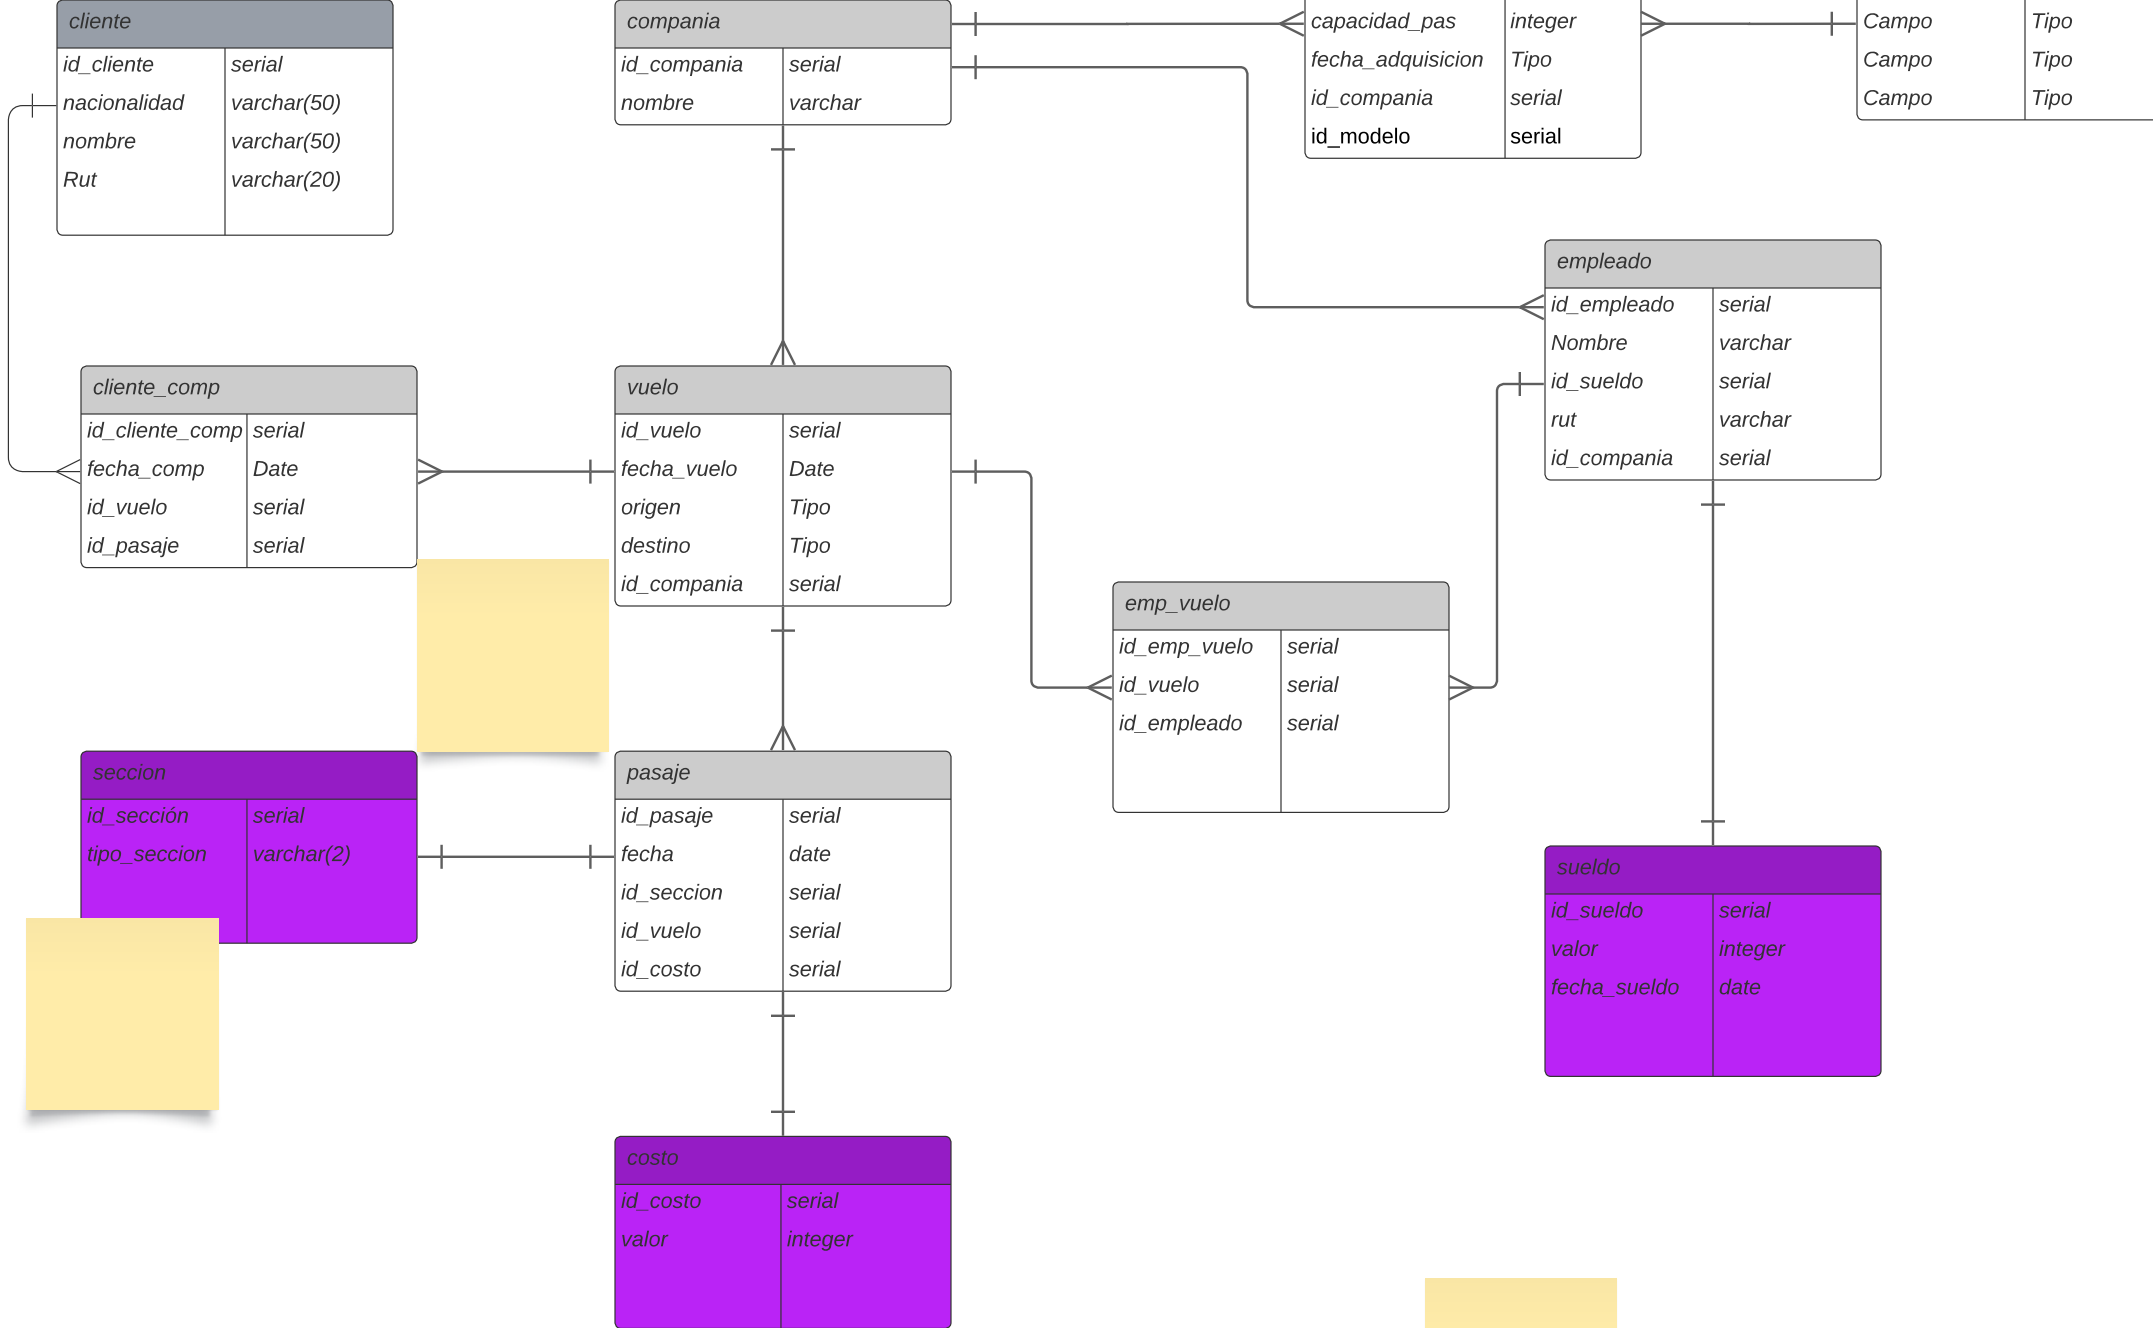 cliente
id_cliente serial
nacionalidad varchar(50)
nombre varchar(50)
Rut varchar(20)
compania
id_compania serial
nombre varchar
capacidad_pas integer
fecha_adquisicion Tipo
id_compania serial
id_modelo serial
Campo Tipo
Campo Tipo
Campo Tipo
empleado
id_empleado serial
Nombre varchar
id_sueldo serial
rut varchar
id_compania serial
cliente_comp
id_cliente_comp serial
fecha_comp Date
id_vuelo serial
id_pasaje serial
vuelo
id_vuelo serial
fecha_vuelo Date
origen Tipo
destino Tipo
id_compania serial
emp_vuelo
id_emp_vuelo serial
id_vuelo serial
id_empleado serial
seccion
id_sección serial
tipo_seccion varchar(2)
pasaje
id_pasaje serial
fecha date
id_seccion serial
id_vuelo serial
id_costo serial
sueldo
id_sueldo serial
valor integer
fecha_sueldo date
costo
id_costo serial
valor integer